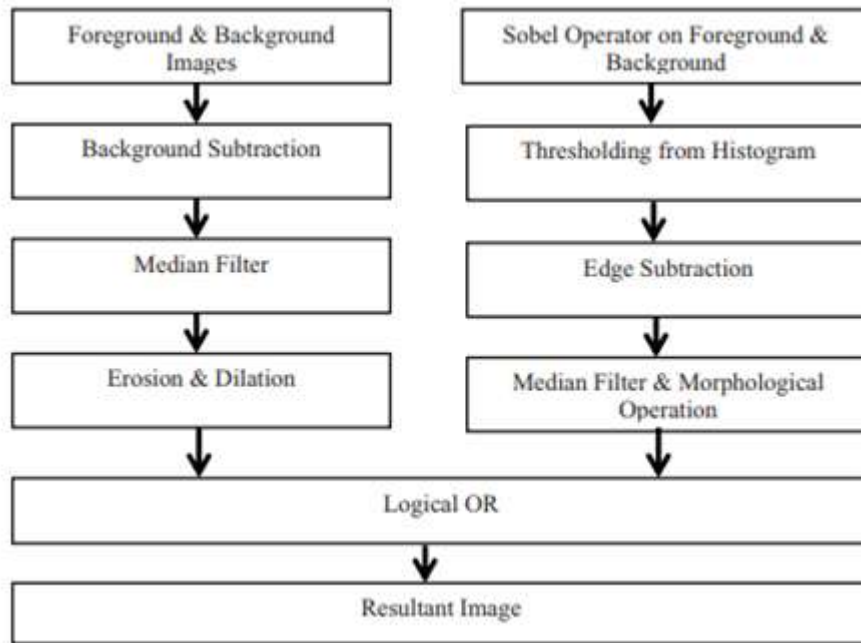 Foreground & Background
Images
Sobel Operator on Foreground &
Background
Background Subtraction
Thresholding from Histogram
Median Filter
Edge Subtraction
Erosion & Dilation
Median Filter & Morphological
Operation
Logical OR
Resultant Image